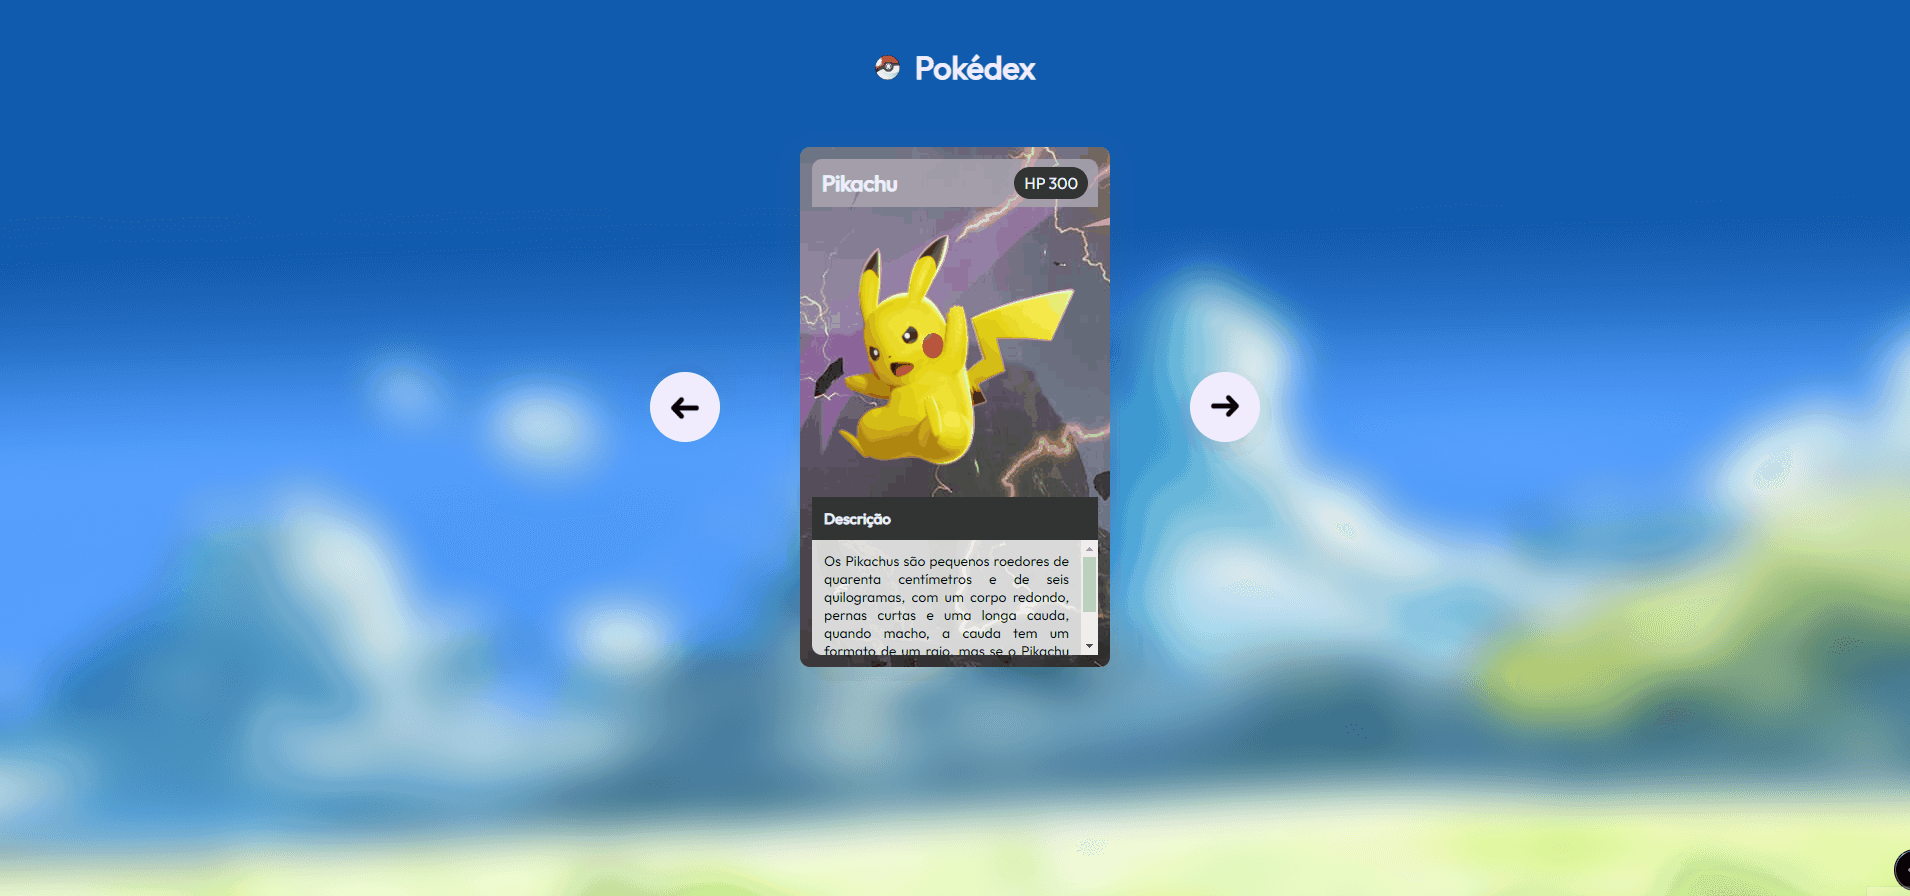 Pokédex
Pikachu
HP 300
Descrição
Os Pikachus são pequenos roedores de
quarenta centímetros e de seis
quilogramas, com um corpo redondo,
pernas curtas e uma longa cauda,
quando macho, a cauda tem um
formato de um raio, mas se o Pikachu